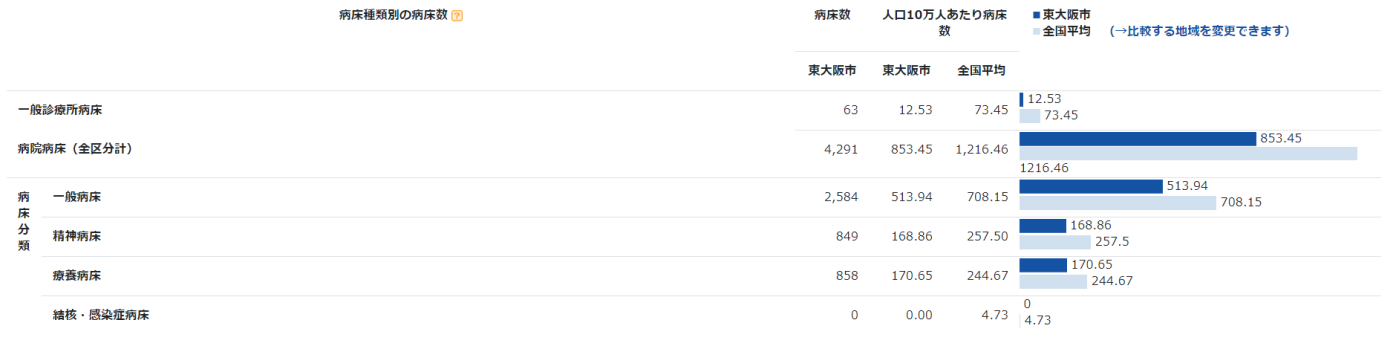 病床種類別の病床数 ?
病床数
人口10万人あたり病床
数
東大阪市
全国平均 (→比較する地域を変更できます)
東大阪市 東大阪市 全国平均
一般診療所病床 63 12.53 73.45
12.53
73.45
病院病床（全区分計） 4,291 853.45 1,216.46
853.45
1216.46
病床分類
一般病床 2,584 513.94 708.15
513.94
708.15
精神病床 849 168.86 257.50
168.86
257.5
療養病床 858 170.65 244.67
170.65
244.67
結核・感染症病床 0 0.00 4.73
0
4.73